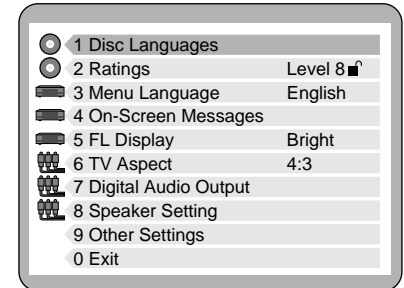 1 Disc Languages
2 Ratings Level 8
3 Menu Language English
4 On-Screen Messages
5 FL Display Bright
6 TV Aspect 4:3
7 Digital Audio Output
8 Speaker Setting
9 Other Settings
0 Exit